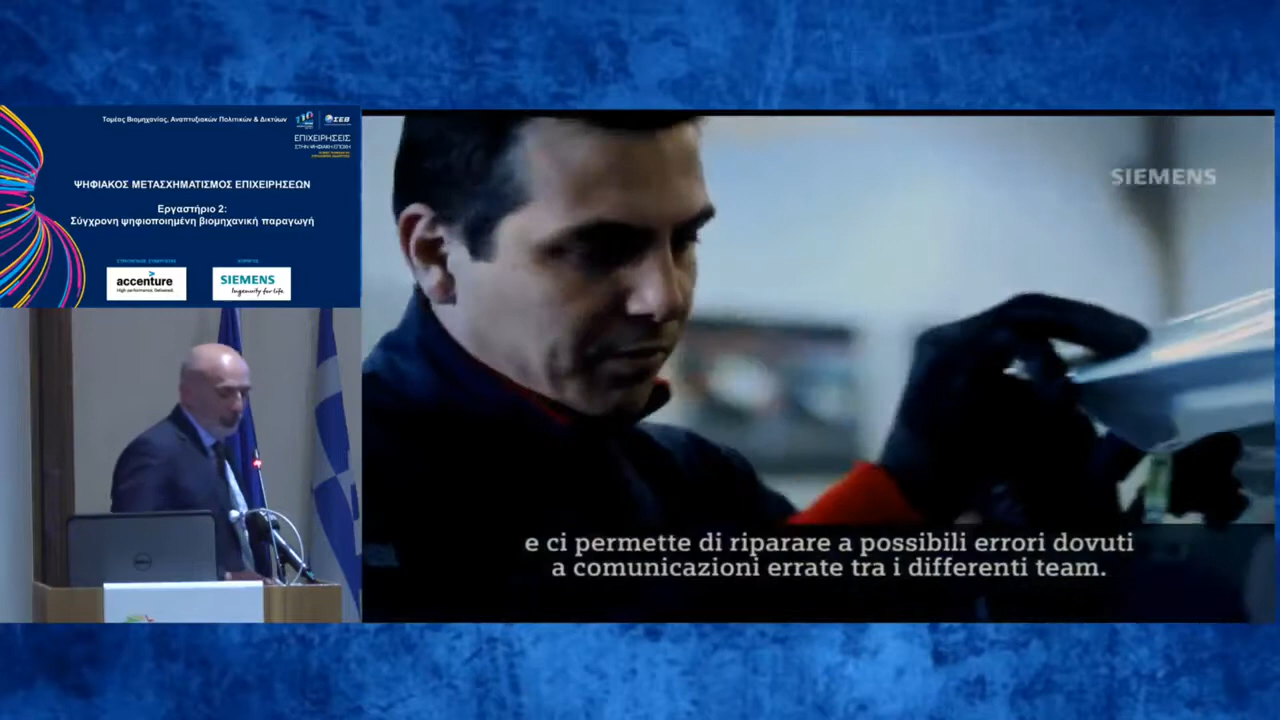 Τομέας Βιομηχανίας, Αναπτυξιακών Πολιτικών & Δικτύων
ΣΕΒ
ΕΠΙΧΕΙΡΗΣΕΙΣ
ΣΤΗΝ ΨΗΦΙΑΚΗ ΕΠΟΧΗ
ΨΗΦΙΑΚΟΣ ΜΕΤΑΣΧΗΜΑΤΙΣΜΟΣ ΕΠΙΧΕΙΡΗΣΕΩΝ
Εργαστήριο 2:
Σύγχρονη ψηφιοποιημένη βιομηχανική παραγωγή
accenture
High performance. Delivered.
SIEMENS
Ingenuity for life.
DELL
SIEMENS
e ci permette di riparare a possibili errori dovuti
a comunicazioni errate tra i differenti team.